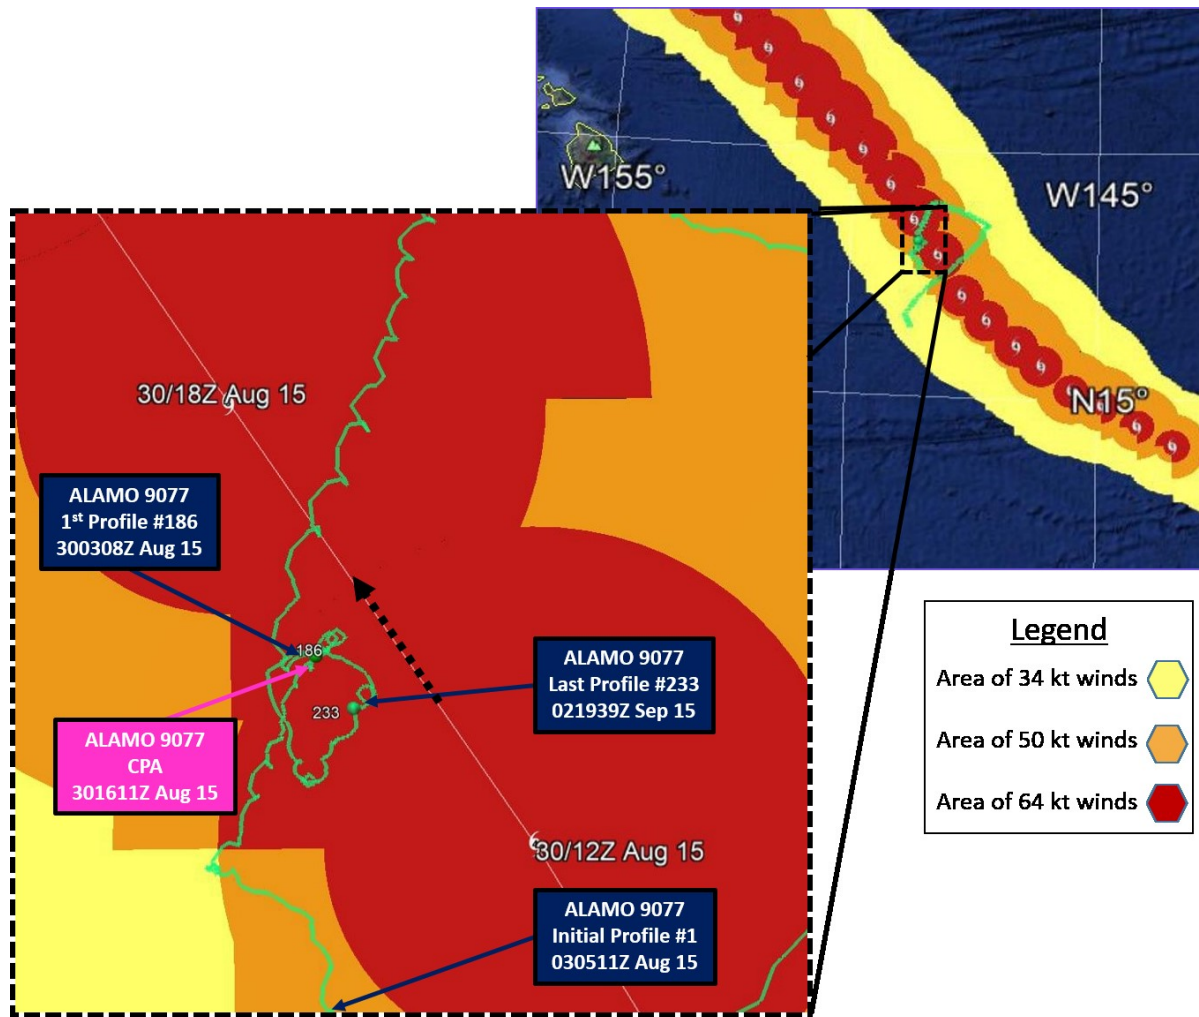 W155°
W145°
N15°
30/18Z Aug 15
ALAMO 9077
1st Profile #186
300308Z Aug 15
186
233
ALAMO 9077
Last Profile #233
021939Z Sep 15
ALAMO 9077
CPA
301611Z Aug 15
30/12Z Aug 15
ALAMO 9077
Initial Profile #1
030511Z Aug 15
Legend
Area of 34 kt winds
Area of 50 kt winds
Area of 64 kt winds